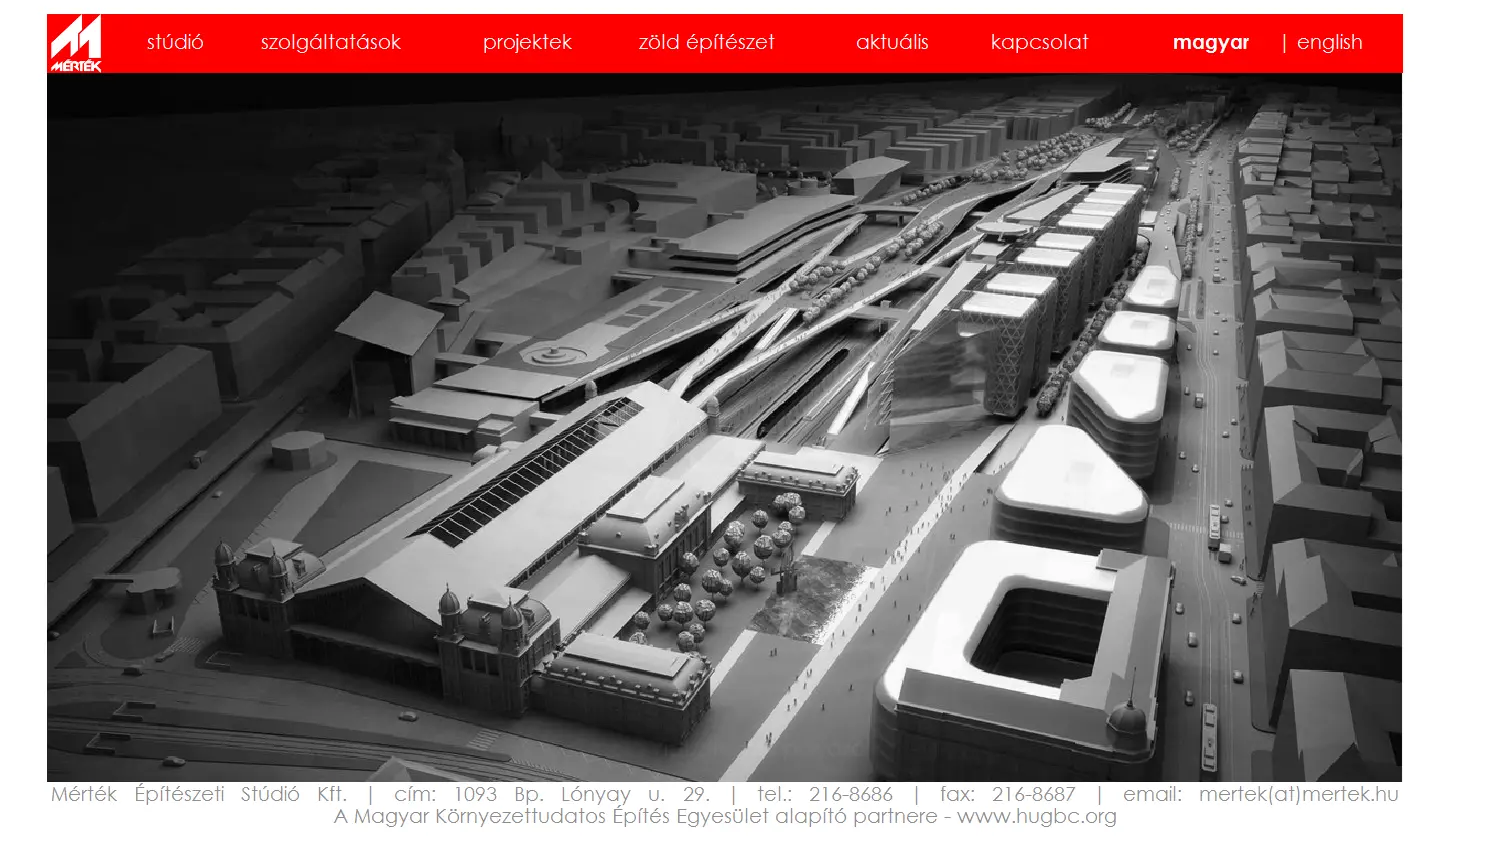 MÉRTÉK
stúdió szolgáltatások projektek zöld építészet aktuális kapcsolat magyar | english
Mérték Építészeti Stúdió Kft. | cím: 1093 Bp. Lónyay u. 29. | tel.: 216-8686 | fax: 216-8687 | email: mertek(at)mertek.hu
A Magyar Környezettudatos Építés Egyesület alapító partnere - www.hugbc.org